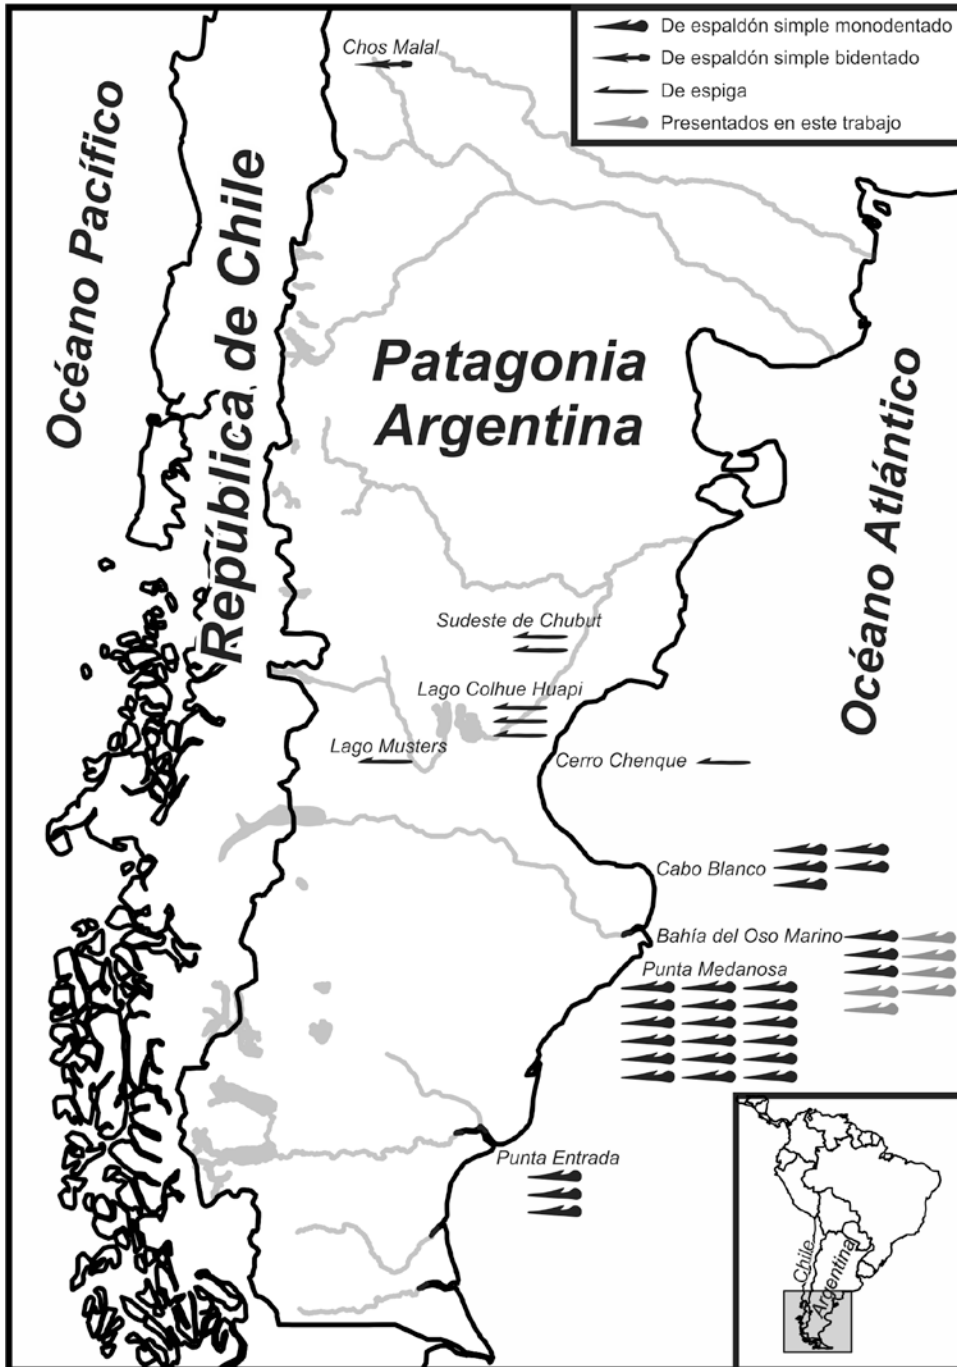 De espaldón simple monodentado
De espaldón simple bidentado
De espiga
Presentados en este trabajo
Chos Malal
Océano Pacífico
República de Chile
Patagonia
Argentina
Océano Atlántico
Sudeste de Chubut
Lago Colhue Huapi
Lago Musters
Cerro Chenque
Cabo Blanco
Bahía del Oso Marino
Punta Medanosa
Punta Entrada
Chile
Argentina